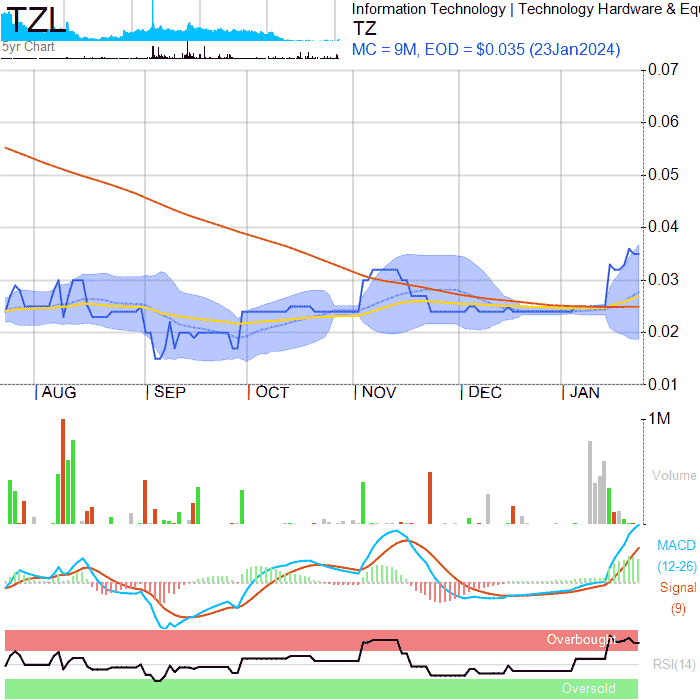 TZL
Information Technology | Technology Hardware & Equ
TZ
5yr Chart
MC = 9M, EOD = $0.035 (23Jan2024)
0.07
0.06
0.05
0.04
0.03
0.02
0.01
AUG
SEP
OCT
NOV
DEC
JAN
1M
Volume
MACD
(12-26)
Signal
(9)
Overbought
RSI(14)
Oversold